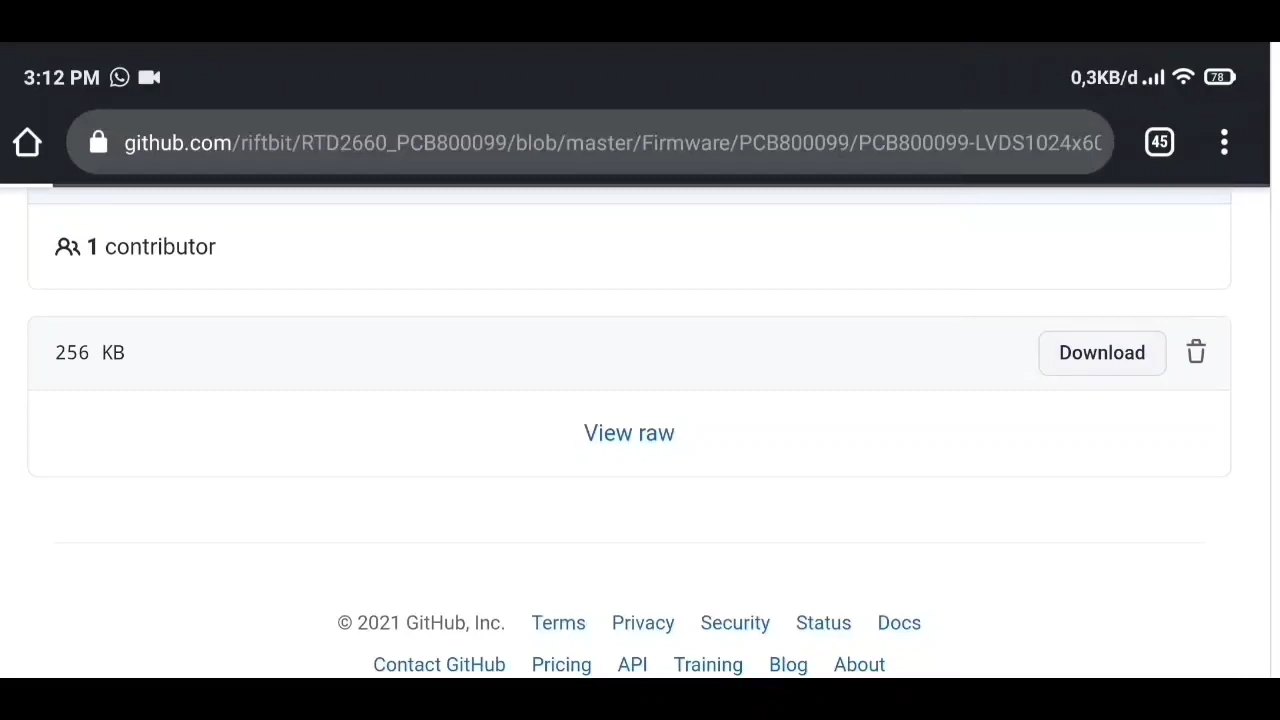 3:12 PM 0,3KB/d 78
github.com/riftbit/RTD2660_PCB800099/blob/master/Firmware/PCB800099/PCB800099-LVDS1024x60 45
1 contributor
256 KB Download
View raw
© 2021 GitHub, Inc. Terms Privacy Security Status Docs
Contact GitHub Pricing API Training Blog About